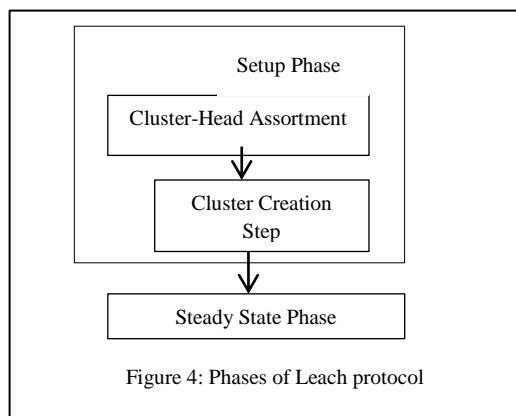 Setup Phase
Cluster-Head Assortment
Cluster Creation
Step
Steady State Phase
Figure 4: Phases of Leach protocol